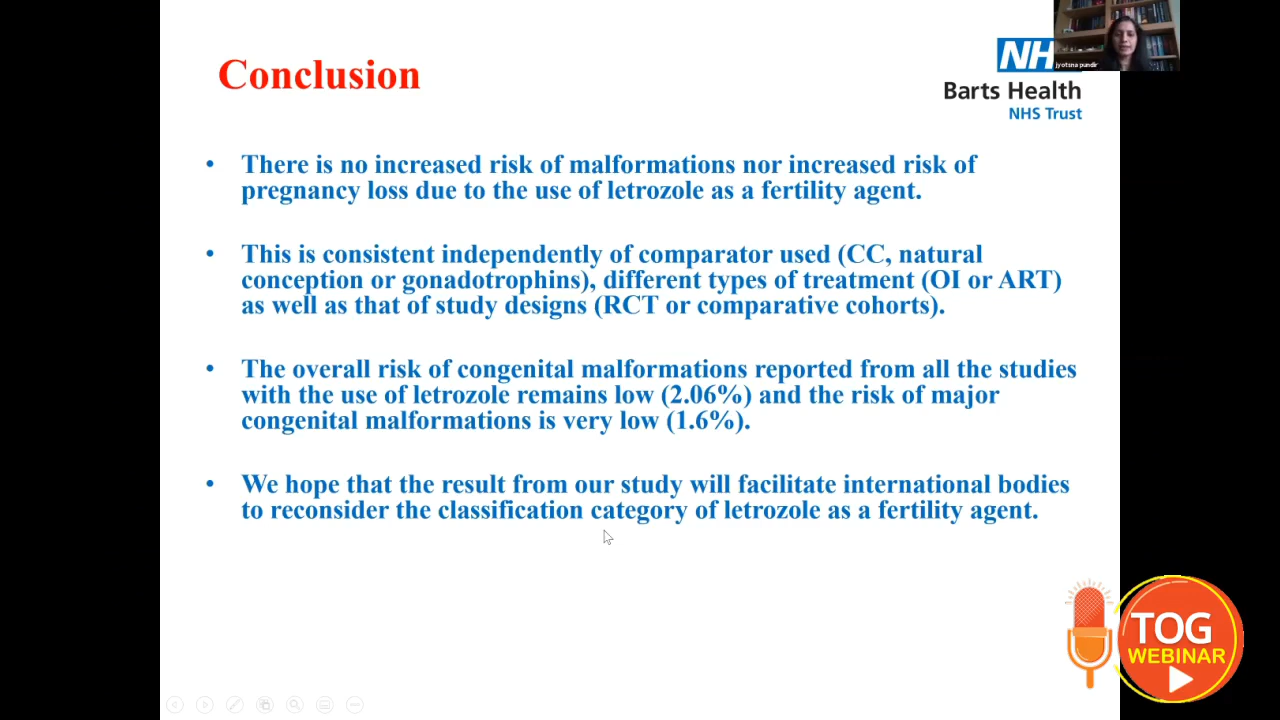 Conclusion
NH
jyotsna pundir
Barts Health
NHS Trust
• There is no increased risk of malformations nor increased risk of
pregnancy loss due to the use of letrozole as a fertility agent.
• This is consistent independently of comparator used (CC, natural
conception or gonadotrophins), different types of treatment (OI or ART)
as well as that of study designs (RCT or comparative cohorts).
• The overall risk of congenital malformations reported from all the studies
with the use of letrozole remains low (2.06%) and the risk of major
congenital malformations is very low (1.6%).
• We hope that the result from our study will facilitate international bodies
to reconsider the classification category of letrozole as a fertility agent.
TOG
WEBINAR